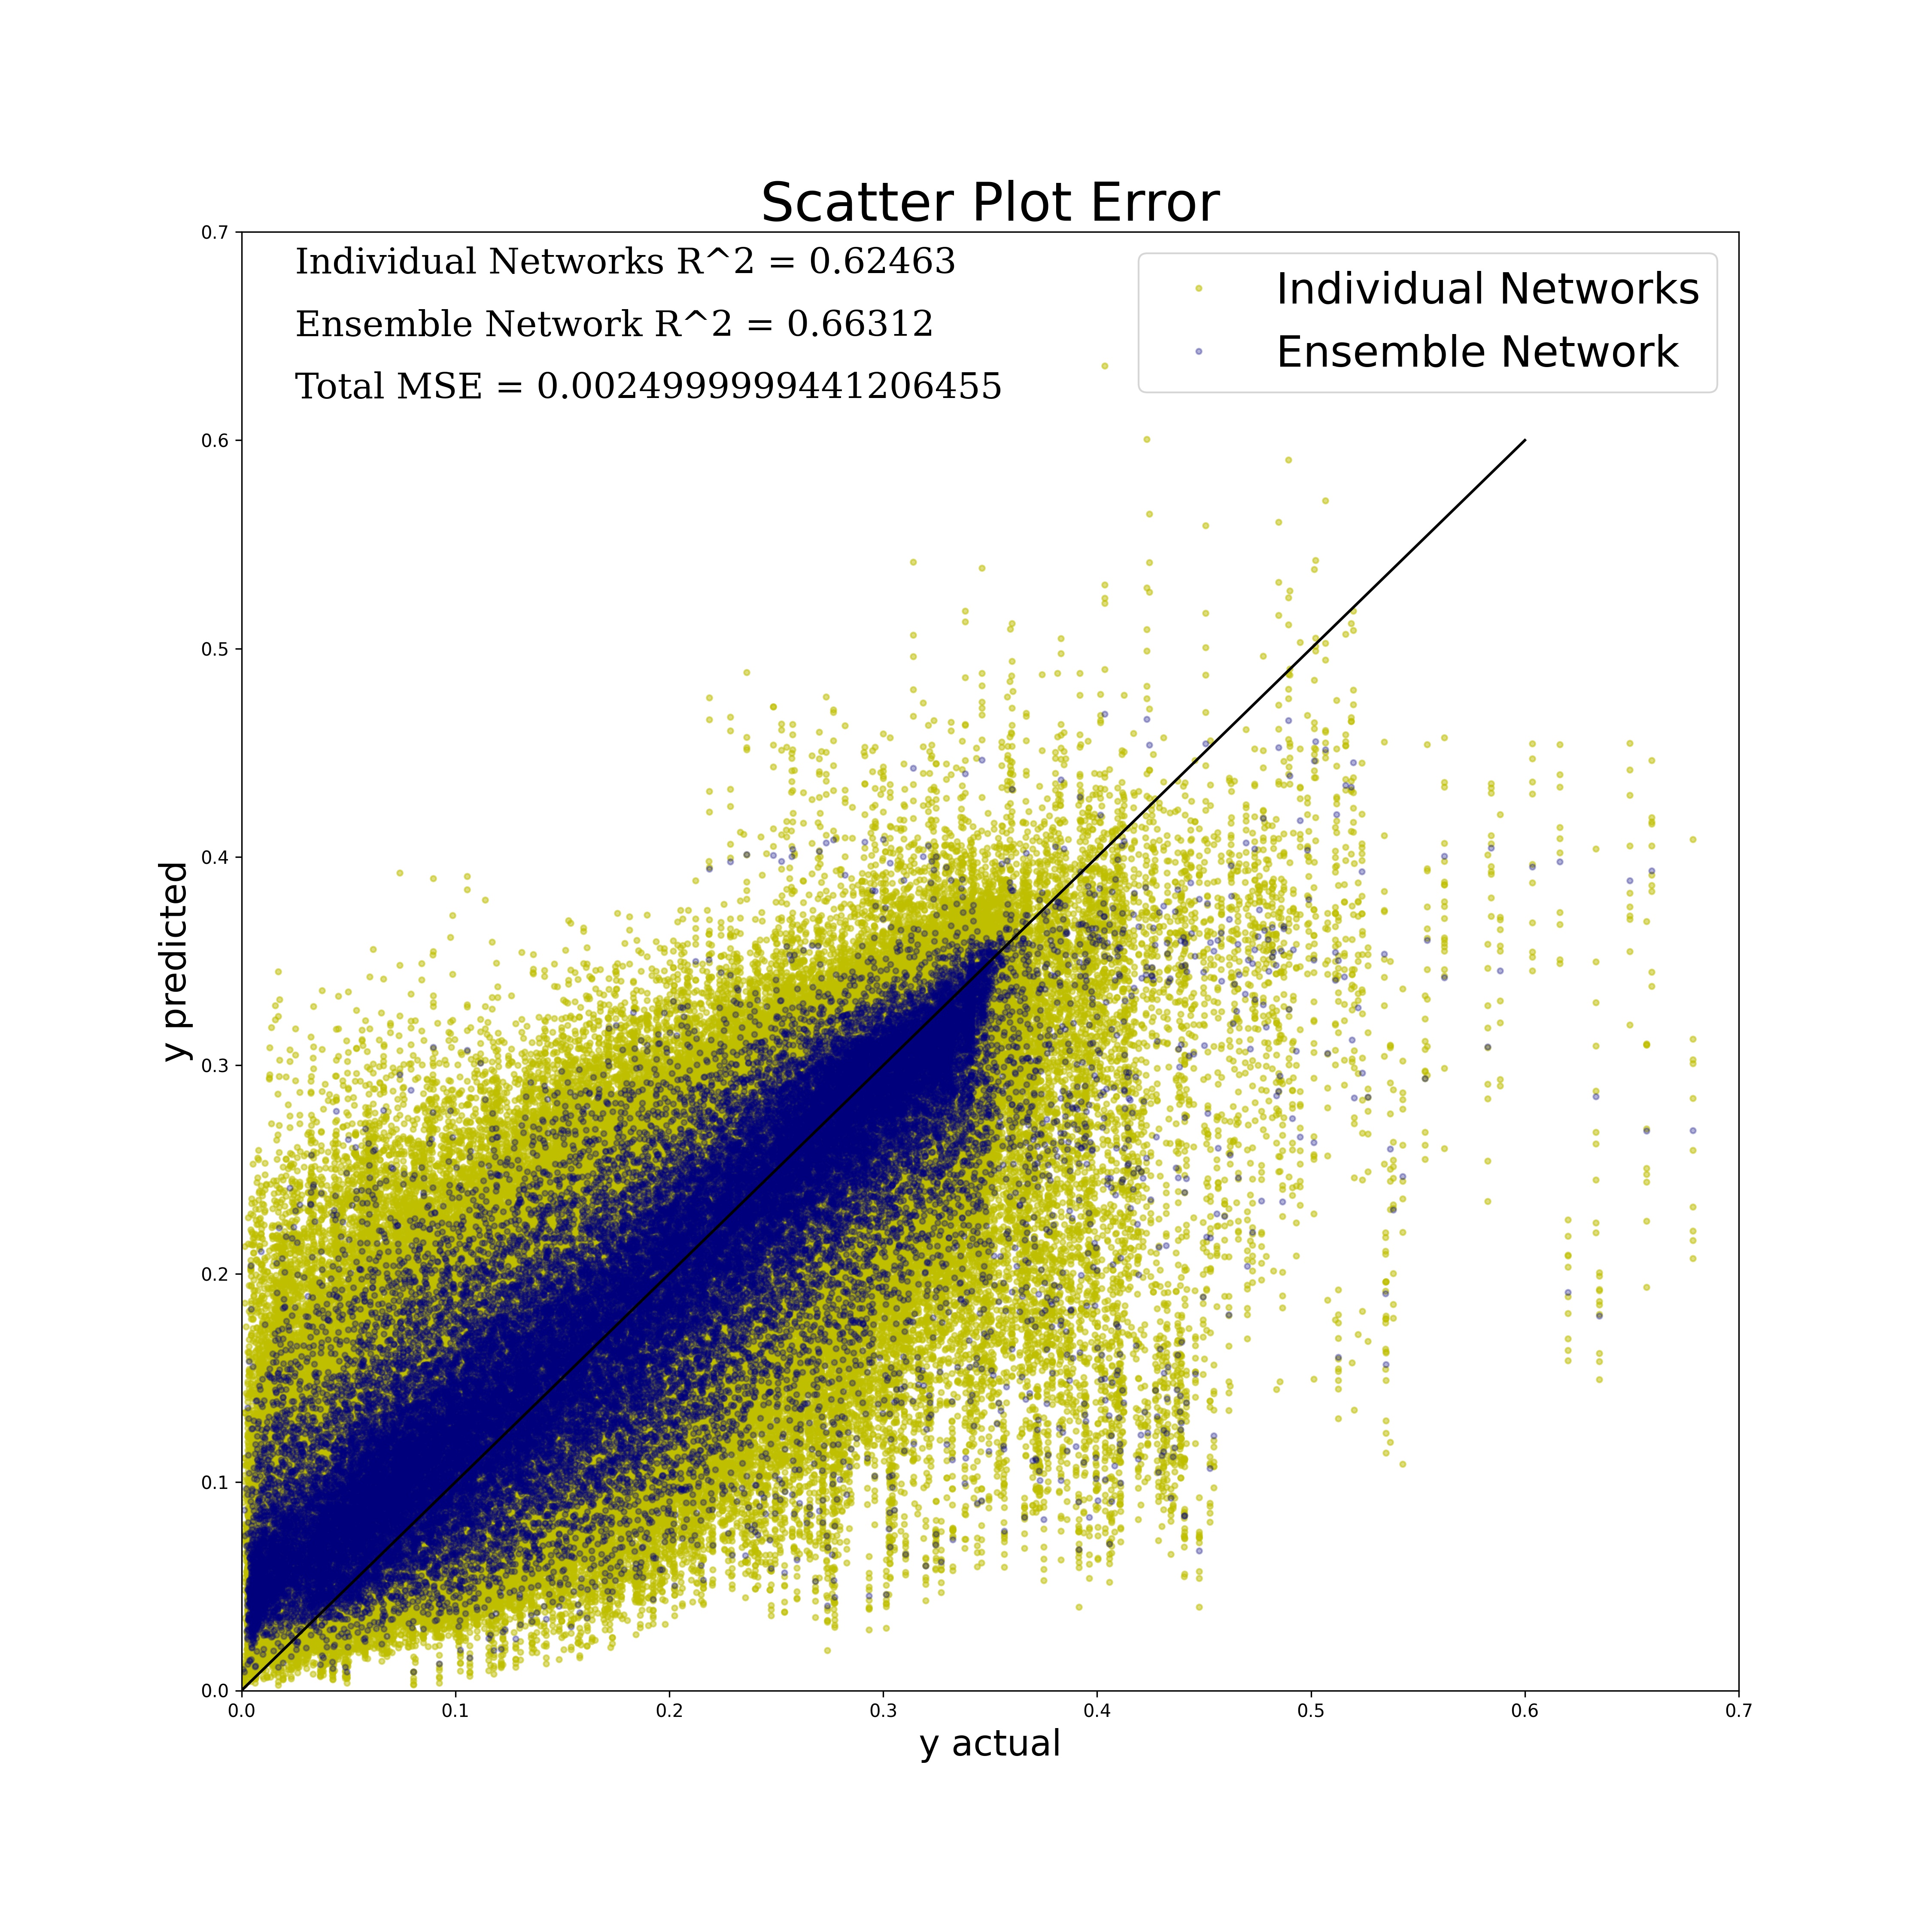 Scatter Plot Error
Individual Networks R^2 = 0.62463
Ensemble Network R^2 = 0.66312
Total MSE = 0.0024999999441206455
Individual Networks
Ensemble Network
0.7
0.6
0.5
0.4
0.3
0.2
0.1
0.0
y predicted
0.0 0.1 0.2 0.3 0.4 0.5 0.6 0.7
y actual